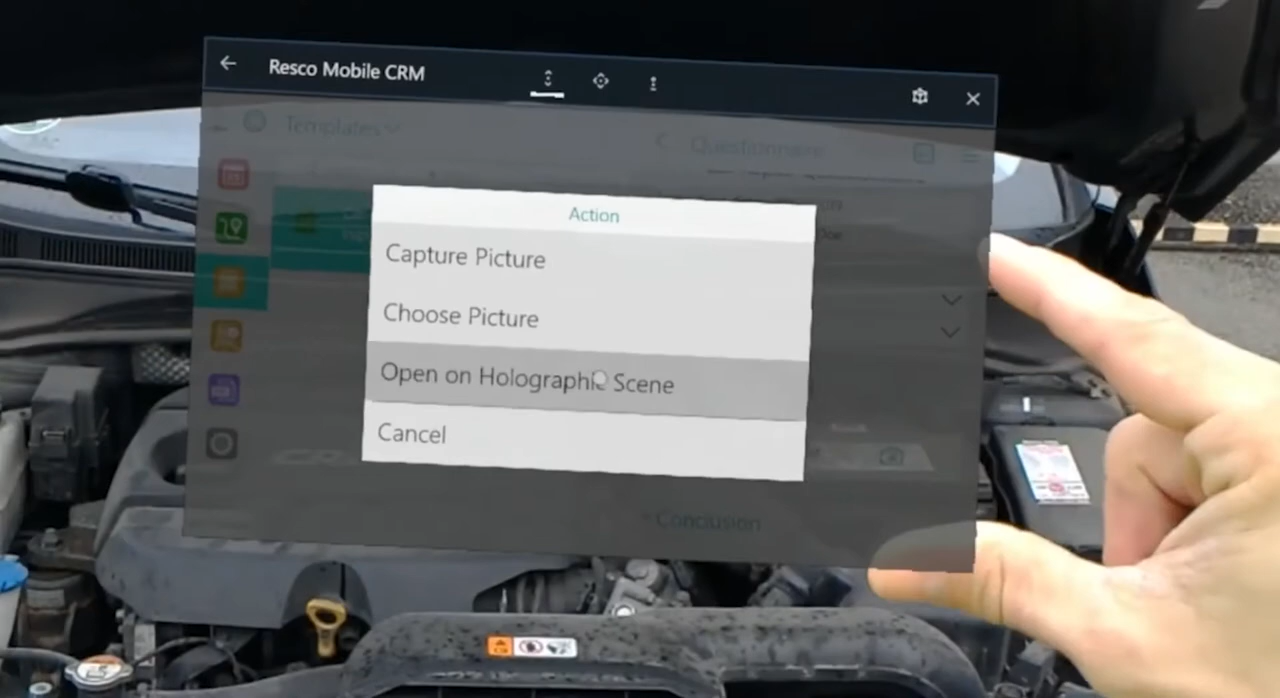 Resco Mobile CRM
Templates
Questionnaire
Action
Capture Picture
Choose Picture
Open on Holographic Scene
Cancel
Conclusion